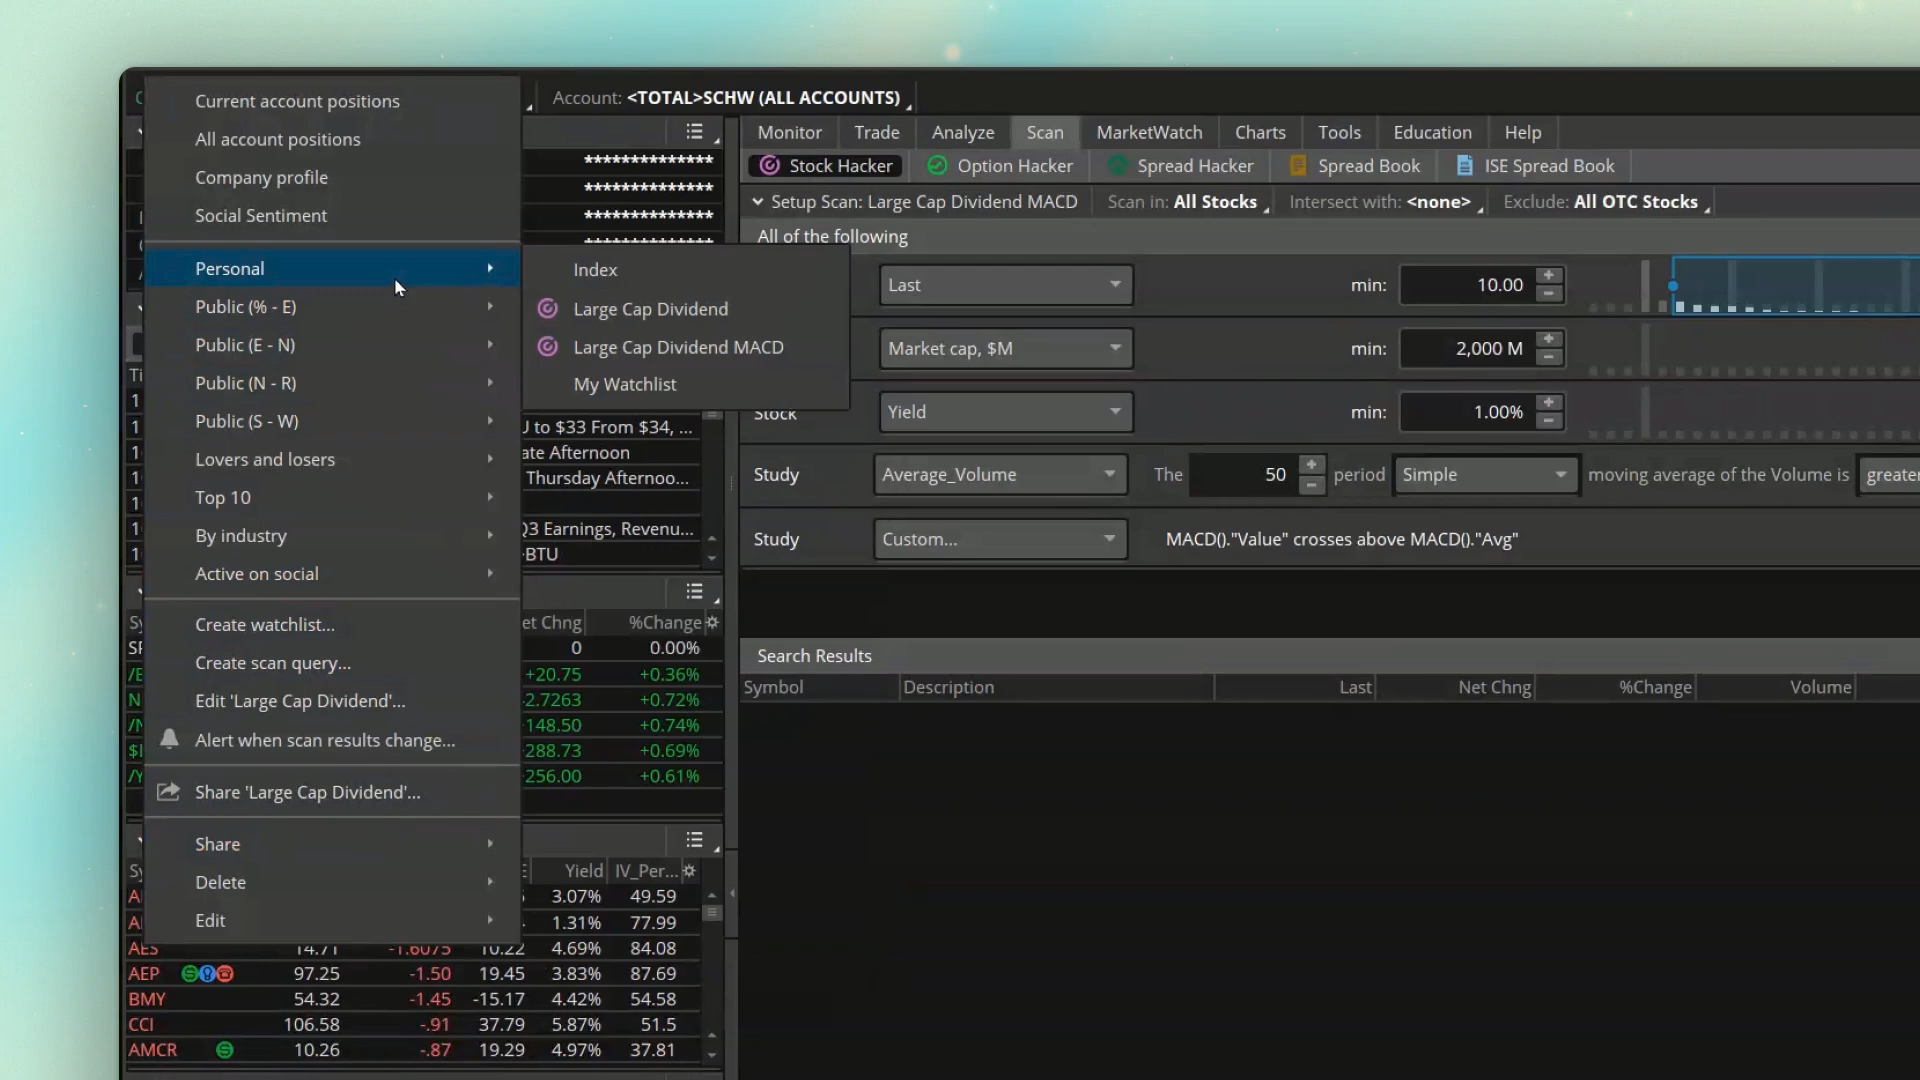 Account: <TOTAL>SCHW (ALL ACCOUNTS)
Current account positions
All account positions
Company profile
Social Sentiment
Personal
Public (% - E)
Public (E - N)
Public (N - R)
Public (S - W)
Lovers and losers
Top 10
By industry
Active on social
Create watchlist...
Create scan query...
Edit 'Large Cap Dividend'...
Alert when scan results change...
Share 'Large Cap Dividend'...
Share
Delete
Edit
**************
**************
**************
**************
Index
Large Cap Dividend
Large Cap Dividend MACD
My Watchlist
to $33 From $34, ...
ate Afternoon
Thursday Afternoo...
Q3 Earnings, Revenu...
BTU
et Chng %Change
0 0.00%
+20.75 +0.36%
2.7263 +0.72%
148.50 +0.74%
288.73 +0.69%
256.00 +0.61%
Yield IV_Per...
3.07% 49.59
1.31% 77.99
AES 14.71 -1.6075 10.22 4.69% 84.08
AEP 97.25 -1.50 19.45 3.83% 87.69
BMY 54.32 -1.45 -15.17 4.42% 54.58
CCI 106.58 -.91 37.79 5.87% 51.5
AMCR 10.26 -.87 19.29 4.97% 37.81
Monitor Trade Analyze Scan MarketWatch Charts Tools Education Help
Stock Hacker Option Hacker Spread Hacker Spread Book ISE Spread Book
Setup Scan: Large Cap Dividend MACD Scan in: All Stocks Intersect with: <none> Exclude: All OTC Stocks
All of the following
Last min: 10.00
Market cap, $M min: 2,000 M
Stock Yield min: 1.00%
Study Average_Volume The 50 period Simple moving average of the Volume is greater
Study Custom... MACD()."Value" crosses above MACD()."Avg"
Search Results
Symbol Description Last Net Chng %Change Volume